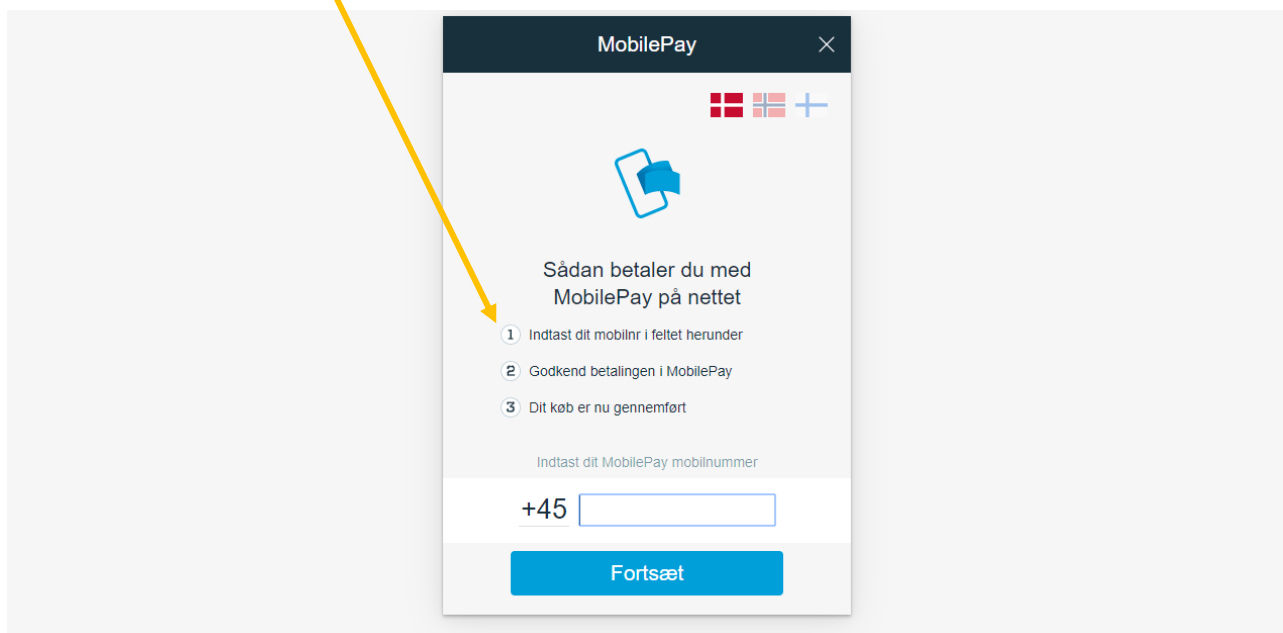 MobilePay
Sådan betaler du med
MobilePay på nettet
1 Indtast dit mobilnr i feltet herunder
2 Godkend betalingen i MobilePay
3 Dit køb er nu gennemført
Indtast dit MobilePay mobilnummer
+45
Fortsæt